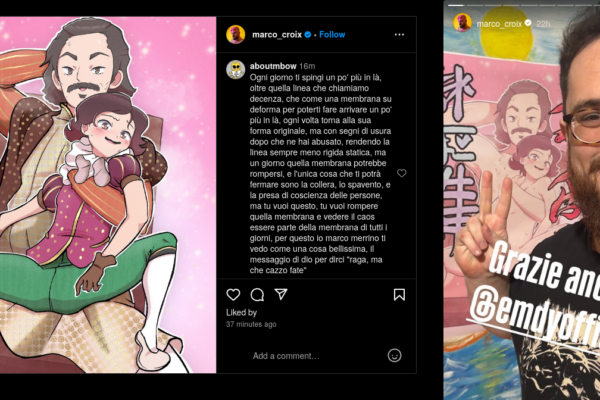 marco_croix • Follow
aboutmbow 16m
Ogni giorno ti spingi un po' più in là,
oltre quella linea che chiamiamo
decenza, che come una membrana su
deforma per poterti fare arrivare un po'
più in là, ogni volta torna alla sua
forma originale, ma con segni di usura
dopo che ne hai abusato, rendendo la
linea sempre meno rigida statica, ma
un giorno quella membrana potrebbe
rompersi, e l'unica cosa che ti potrà
fermare sono la collera, lo spavento, e
la presa di coscienza delle persone,
ma tu vuoi questo, tu vuoi rompere
quella membrana e vedere il caos
essere parte della membrana di tutti i
giorni, per questo io marco merrino ti
vedo come una cosa bellissima, il
messaggio di dio per dirci "raga, ma
che cazzo fate"
Liked by
37 minutes ago
Add a comment...
marco_croix 22h
Grazie
@emdyoffi